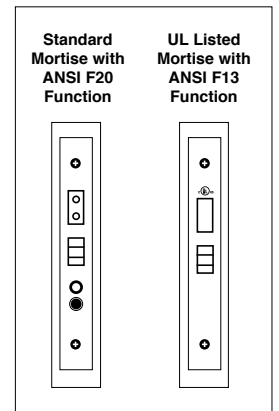 Standard
Mortise with
ANSI F20
Function
UL Listed
Mortise with
ANSI F13
Function